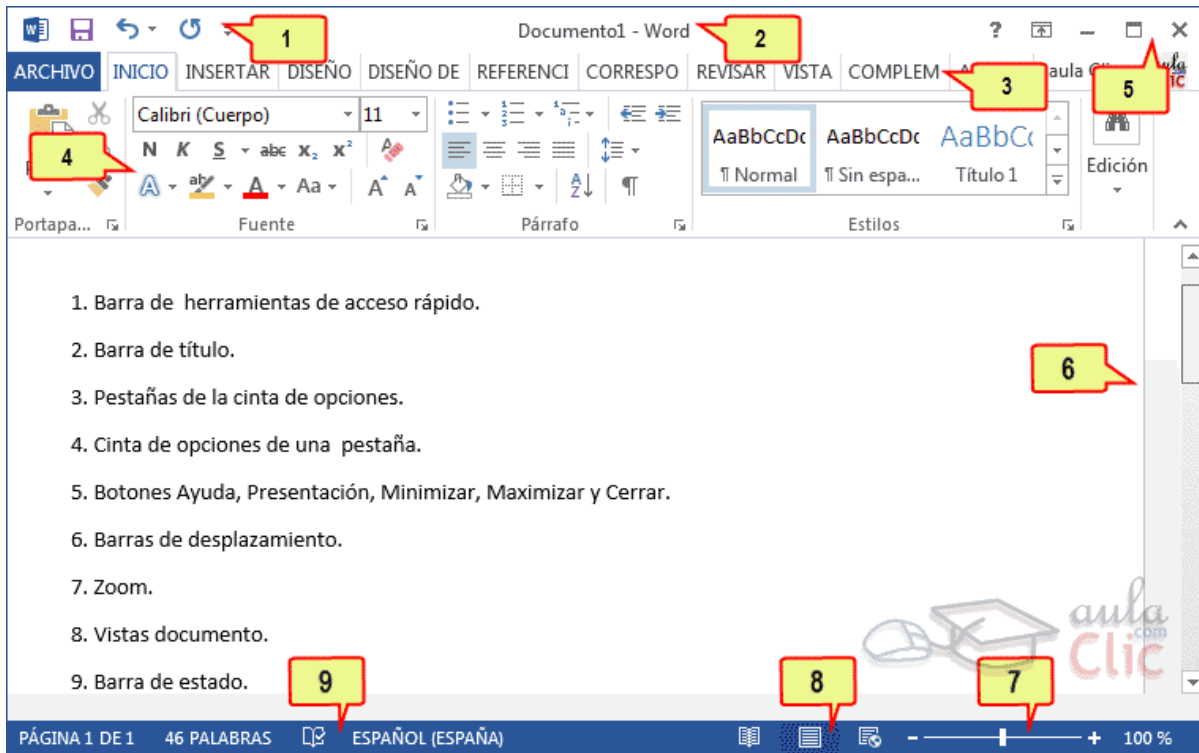 1 Documento1 - Word 2 ?
ARCHIVO INICIO INSERTAR DISEÑO DISEÑO DE REFERENCI CORRESPO REVISAR VISTA COMPLEM 3 aula 5
Calibri (Cuerpo) 11
4 N K S abc x₂ x² AaBbCcDc AaBbCcDc AaBbCc
A aby A Aa A A ¶ ¶ Normal ¶ Sin espa... Título 1 Edición
Portapa... Fuente Párrafo Estilos
1. Barra de herramientas de acceso rápido.
2. Barra de título.
3. Pestañas de la cinta de opciones.
6
4. Cinta de opciones de una pestaña.
5. Botones Ayuda, Presentación, Minimizar, Maximizar y Cerrar.
6. Barras de desplazamiento.
7. Zoom.
8. Vistas documento.
aula
.com
Clic
9. Barra de estado.
9 8 7
PÁGINA 1 DE 1 46 PALABRAS ESPAÑOL (ESPAÑA) - + 100 %